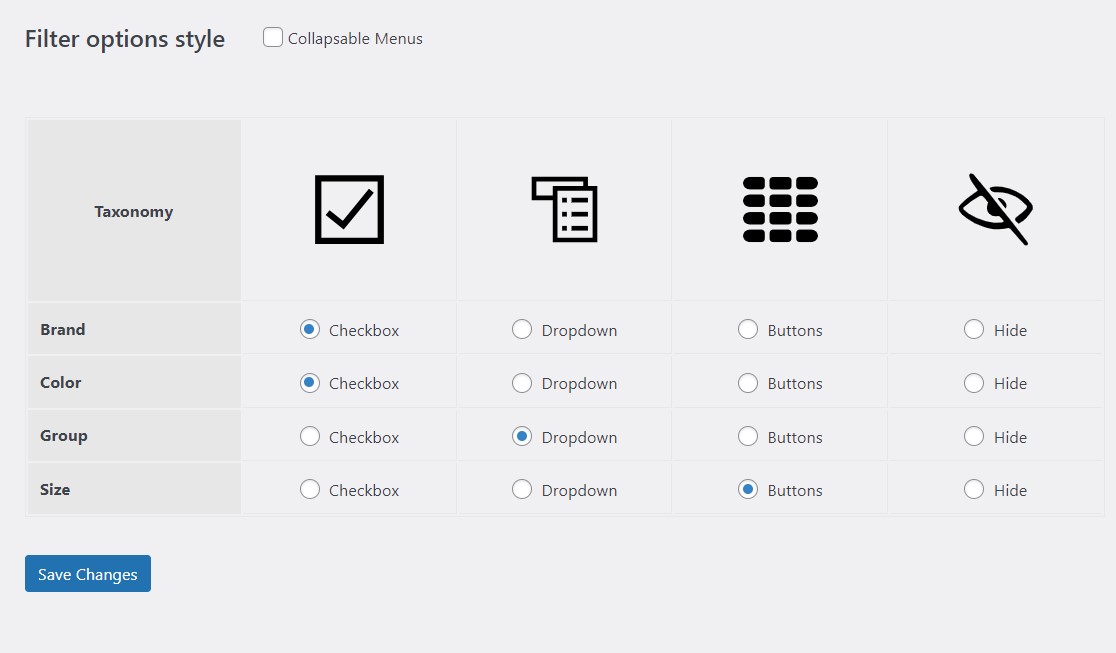 Filter options style Collapsable Menus
Taxonomy
Brand Checkbox Dropdown Buttons Hide
Color Checkbox Dropdown Buttons Hide
Group Checkbox Dropdown Buttons Hide
Size Checkbox Dropdown Buttons Hide
Save Changes